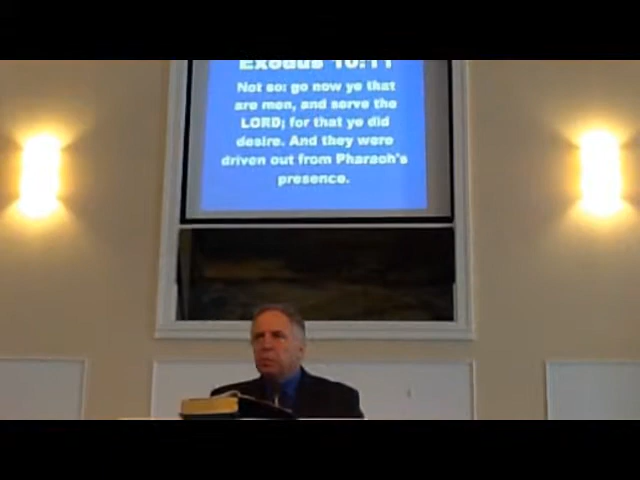 Exodus 10:11
Not so: go now ye that
are men, and serve the
LORD; for that ye did
desire. And they were
driven out from Pharaoh's
presence.